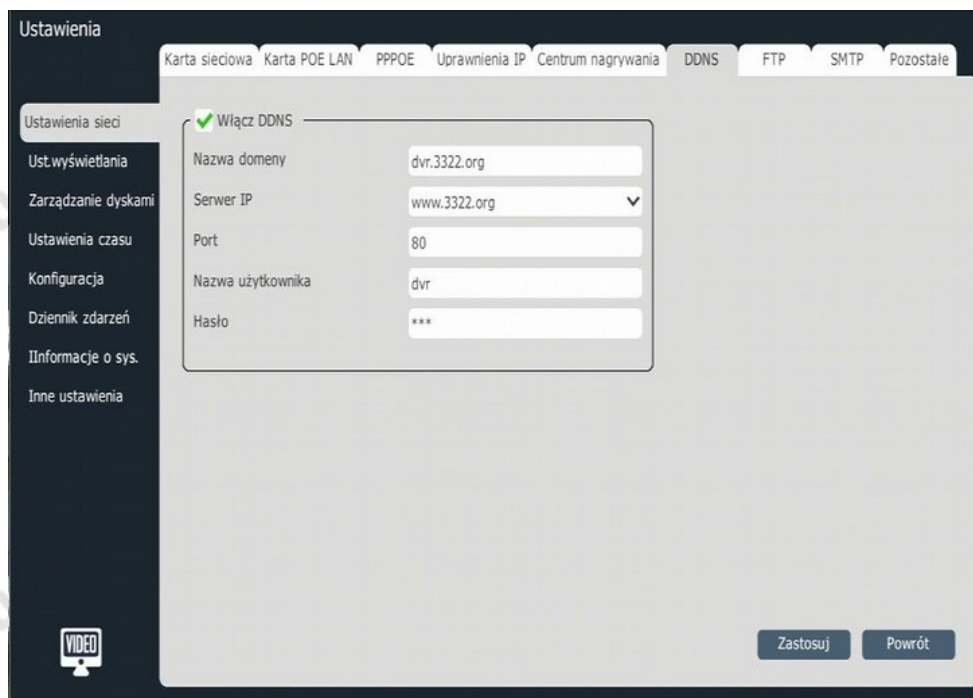 Ustawienia
Karta sieciowa Karta POE LAN PPPOE Uprawnienia IP Centrum nagrywania DDNS FTP SMTP Pozostałe
Ustawienia sieci
Ust.wyświetlania
Zarządzanie dyskami
Ustawienia czasu
Konfiguracja
Dziennik zdarzeń
IInformacje o sys.
Inne ustawienia
Włącz DDNS
Nazwa domeny dvr.3322.org
Serwer IP www.3322.org
Port 80
Nazwa użytkownika dvr
Hasło ***
VIDEO
Zastosuj Powrót